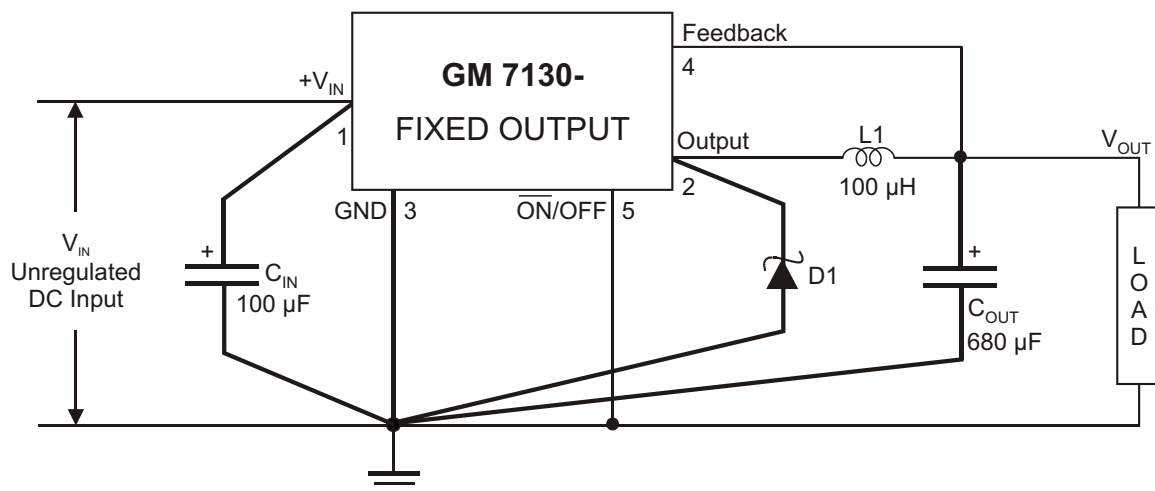 Feedback
4
GM 7130-
FIXED OUTPUT
+VIN
1
Output
2
L1
100 µH
VOUT
GND 3
ON/OFF 5
VIN
Unregulated
DC Input
+
CIN
100 µF
D1
+
COUT
680 µF
LOAD